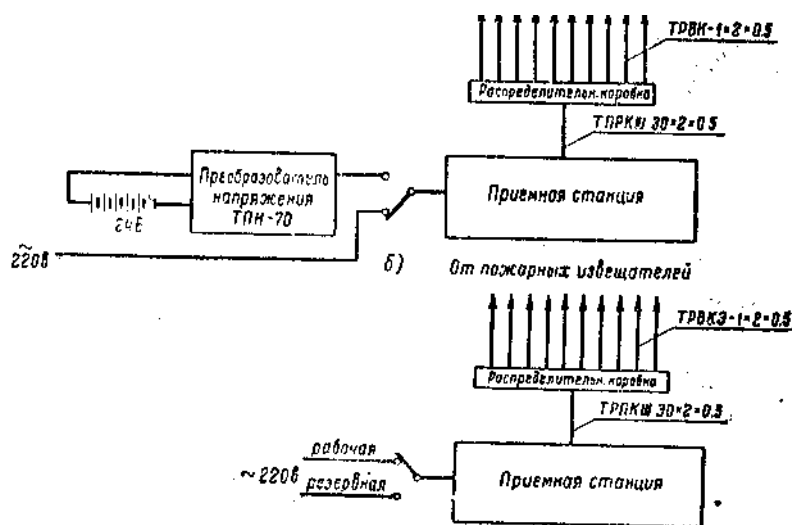 ТРВК-1=2=0.5
Распределительн. коробка
ТПРКШ 30=2=0.5
Преобразователь
напряжения
ТПН-70
24В
Приемная станция
~
220в
б)
От пожарных извещателей
ТРВКЭ-1=2=0.5
Распределительн. коробка
ТРПКШ 30=2=0.5
рабочая
~220в
резервная
Приемная станция